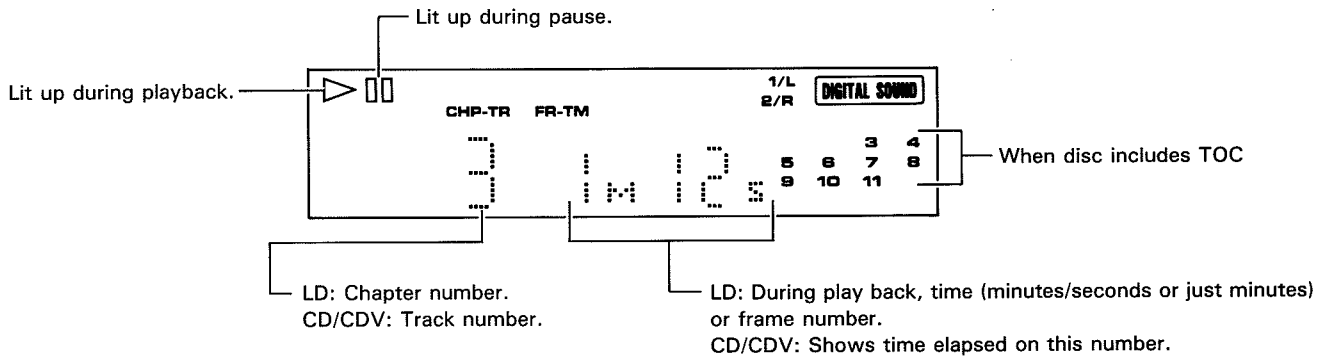 Lit up during pause.
Lit up during playback.
1/L
2/R
DIGITAL SOUND
CHP-TR FR-TM
3 1M 12S
3 4
5 6 7 8
9 10 11
When disc includes TOC
LD: Chapter number.
CD/CDV: Track number.
LD: During play back, time (minutes/seconds or just minutes)
or frame number.
CD/CDV: Shows time elapsed on this number.